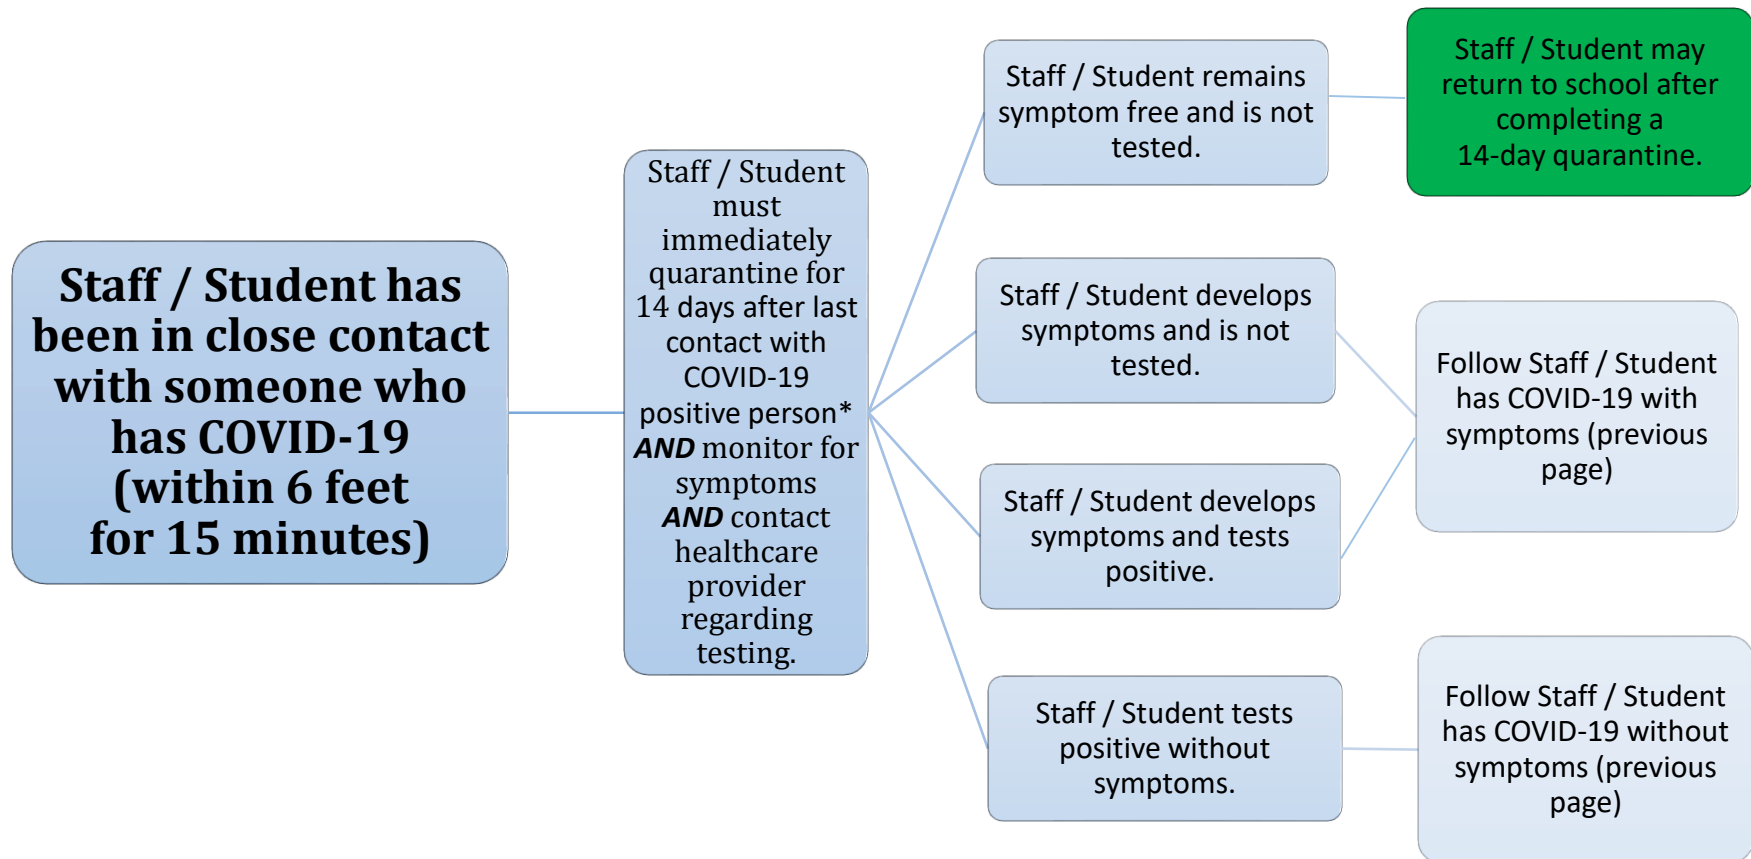 Staff / Student has
been in close contact
with someone who
has COVID-19
(within 6 feet
for 15 minutes)
Staff / Student
must
immediately
quarantine for
14 days after last
contact with
COVID-19
positive person*
AND monitor for
symptoms
AND contact
healthcare
provider
regarding
testing.
Staff / Student remains
symptom free and is not
tested.
Staff / Student may
return to school after
completing a
14-day quarantine.
Staff / Student develops
symptoms and is not
tested.
Staff / Student develops
symptoms and tests
positive.
Follow Staff / Student
has COVID-19 with
symptoms (previous
page)
Staff / Student tests
positive without
symptoms.
Follow Staff / Student
has COVID-19 without
symptoms (previous
page)